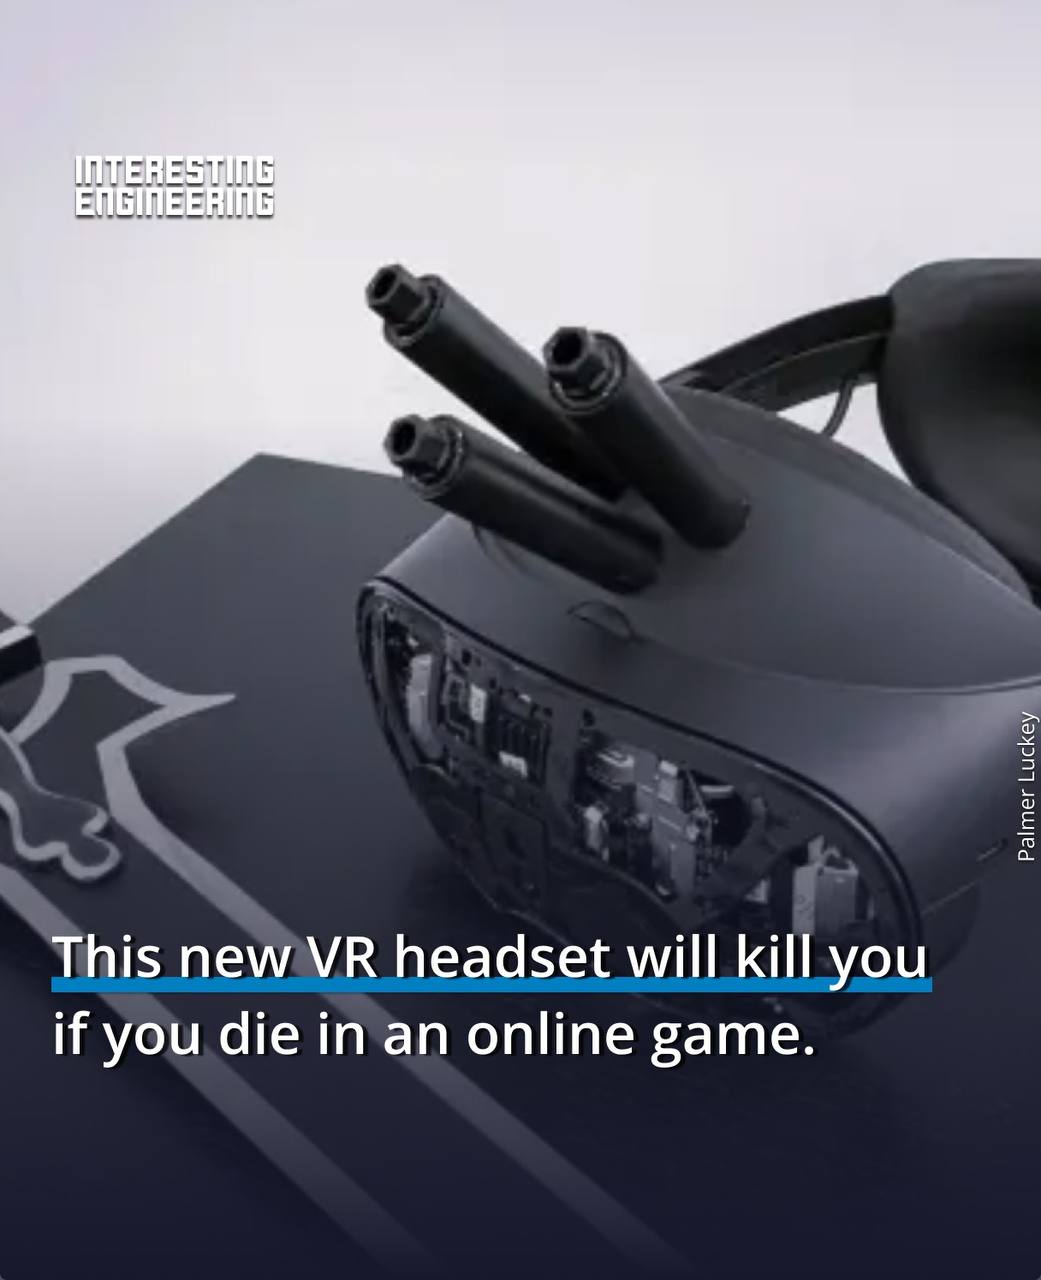 INTERESTING
ENGINEERING
Palmer Luckey
This new VR headset will kill you
if you die in an online game.